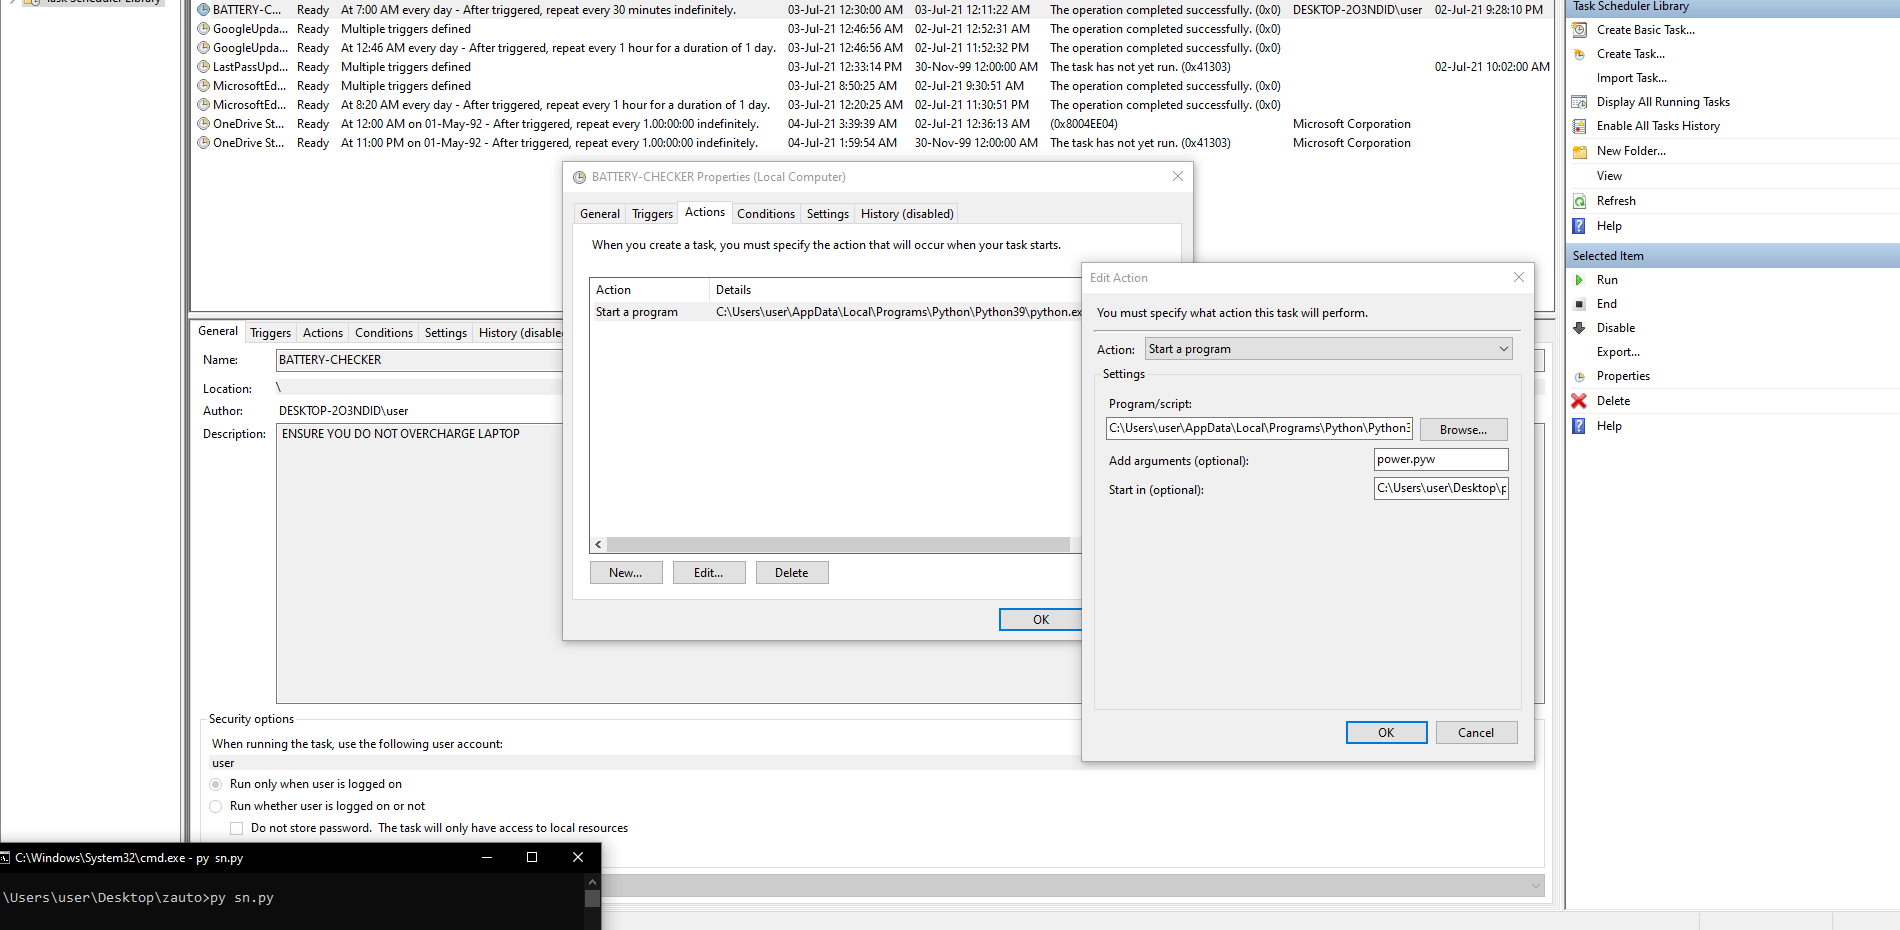 Task Scheduler Library
BATTERY-C... Ready At 7:00 AM every day - After triggered, repeat every 30 minutes indefinitely. 03-Jul-21 12:30:00 AM 03-Jul-21 12:11:22 AM The operation completed successfully. (0x0) DESKTOP-2O3NDID\user 02-Jul-21 9:28:10 PM
GoogleUpda... Ready Multiple triggers defined 03-Jul-21 12:46:56 AM 02-Jul-21 12:52:31 AM The operation completed successfully. (0x0)
GoogleUpda... Ready At 12:46 AM every day - After triggered, repeat every 1 hour for a duration of 1 day. 03-Jul-21 12:46:56 AM 02-Jul-21 11:52:32 PM The operation completed successfully. (0x0)
LastPassUpd... Ready Multiple triggers defined 03-Jul-21 12:33:14 PM 30-Nov-99 12:00:00 AM The task has not yet run. (0x41303) 02-Jul-21 10:02:00 AM
MicrosoftEd... Ready Multiple triggers defined 03-Jul-21 8:50:25 AM 02-Jul-21 9:30:51 AM The operation completed successfully. (0x0)
MicrosoftEd... Ready At 8:20 AM every day - After triggered, repeat every 1 hour for a duration of 1 day. 03-Jul-21 12:20:25 AM 02-Jul-21 11:30:51 PM The operation completed successfully. (0x0)
OneDrive St... Ready At 12:00 AM on 01-May-92 - After triggered, repeat every 1.00:00:00 indefinitely. 04-Jul-21 3:39:39 AM 02-Jul-21 12:36:13 AM (0x8004EE04) Microsoft Corporation
OneDrive St... Ready At 11:00 PM on 01-May-92 - After triggered, repeat every 1.00:00:00 indefinitely. 04-Jul-21 1:59:54 AM 30-Nov-99 12:00:00 AM The task has not yet run. (0x41303) Microsoft Corporation
BATTERY-CHECKER Properties (Local Computer)
General Triggers Actions Conditions Settings History (disabled)
When you create a task, you must specify the action that will occur when your task starts.
Action Details
Start a program C:\Users\user\AppData\Local\Programs\Python\Python39\python.ex
New... Edit... Delete
OK
Edit Action
You must specify what action this task will perform.
Action: Start a program
Settings
Program/script:
C:\Users\user\AppData\Local\Programs\Python\Python3 Browse...
Add arguments (optional): power.pyw
Start in (optional): C:\Users\user\Desktop\p
OK Cancel
General Triggers Actions Conditions Settings History (disable
Name: BATTERY-CHECKER
Location: \
Author: DESKTOP-2O3NDID\user
Description: ENSURE YOU DO NOT OVERCHARGE LAPTOP
Security options
When running the task, use the following user account:
user
Run only when user is logged on
Run whether user is logged on or not
Do not store password. The task will only have access to local resources
C:\Windows\System32\cmd.exe - py sn.py
\Users\user\Desktop\zauto>py sn.py
Task Scheduler Library
Create Basic Task...
Create Task...
Import Task...
Display All Running Tasks
Enable All Tasks History
New Folder...
View
Refresh
Help
Selected Item
Run
End
Disable
Export...
Properties
Delete
Help